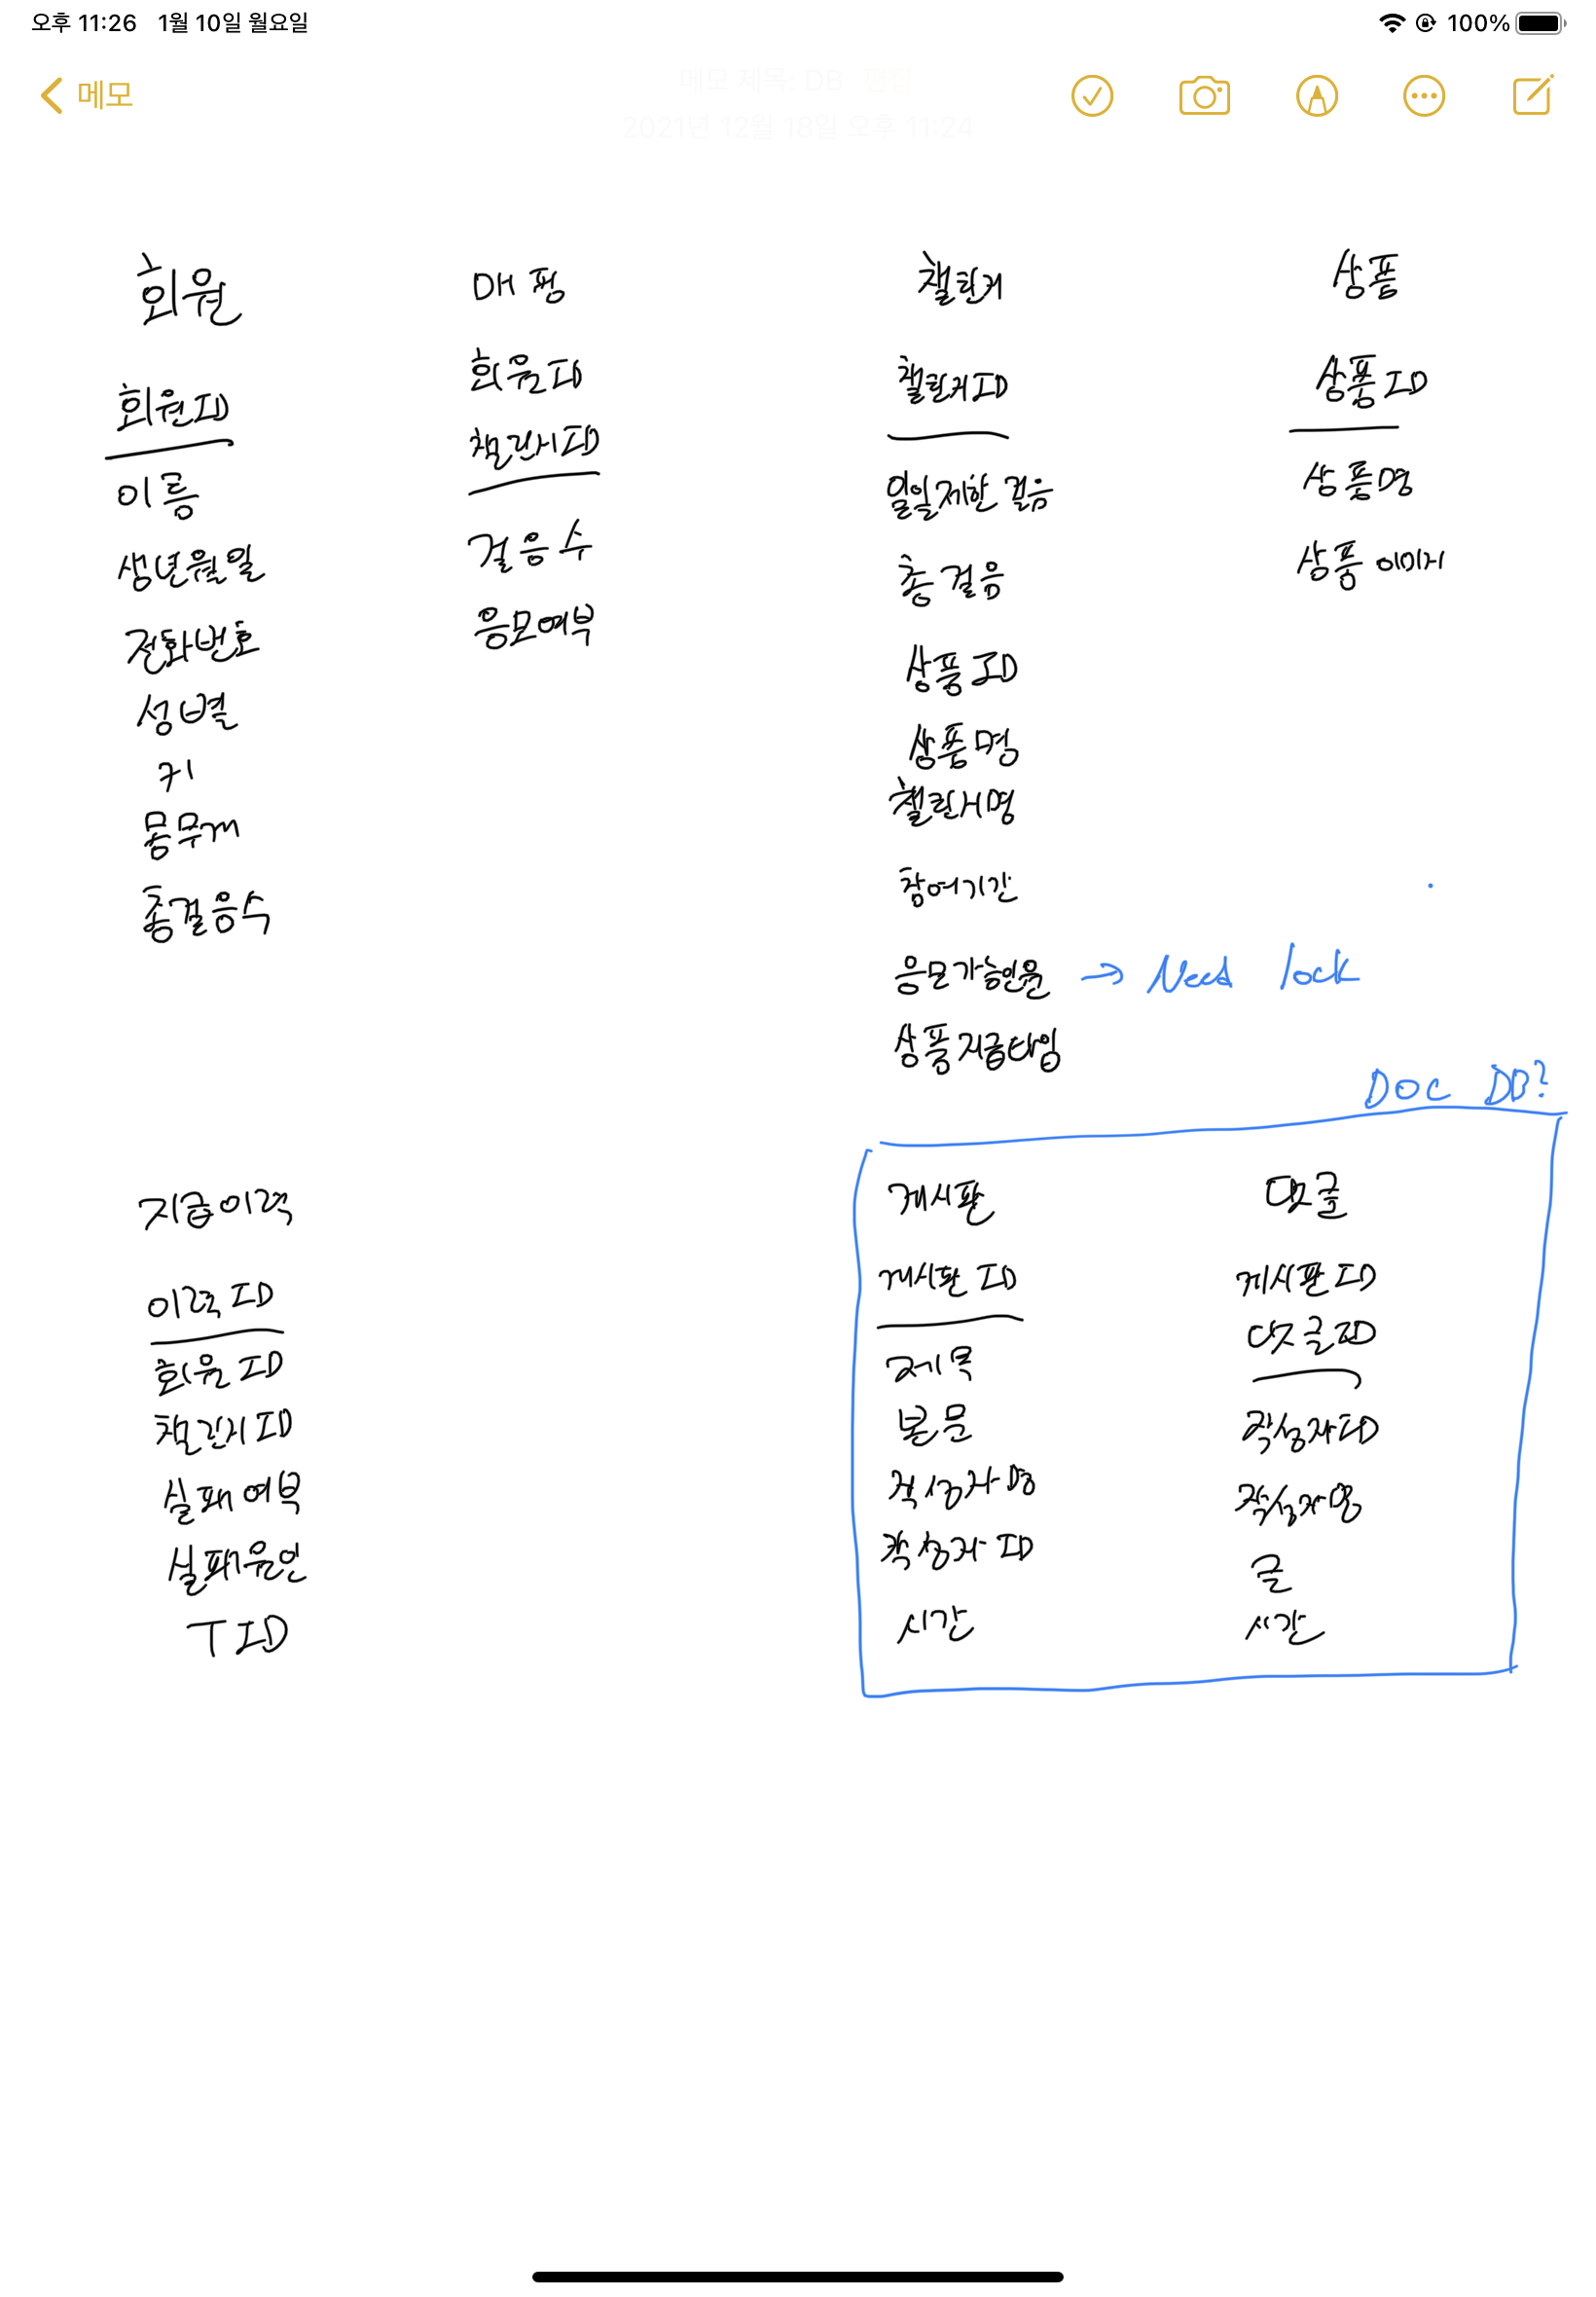 오후 11:26 1월 10일 월요일 100%
메모
메모 제목: DB 편집
2021년 12월 18일 오후 11:24
회원
회원ID
이름
생년월일
전화번호
성별
키
몸무게
총걸음수
매핑
회원ID
챌린지ID
걸음수
응모여부
챌린지
챌린지ID
일일제한 걸음
총 걸음
상품ID
상품명
챌린지명
참여기간
응모가능인원 → Need lock
상품지급타입
상품
상품ID
상품명
상품 이미지
지급이력
이력ID
회원ID
챌린지ID
실패여부
실패원인
TID
DOC DB?
게시판
게시판 ID
제목
본문
작성자명
작성자ID
시간
댓글
게시판ID
댓글ID
작성자ID
작성자명
글
시간